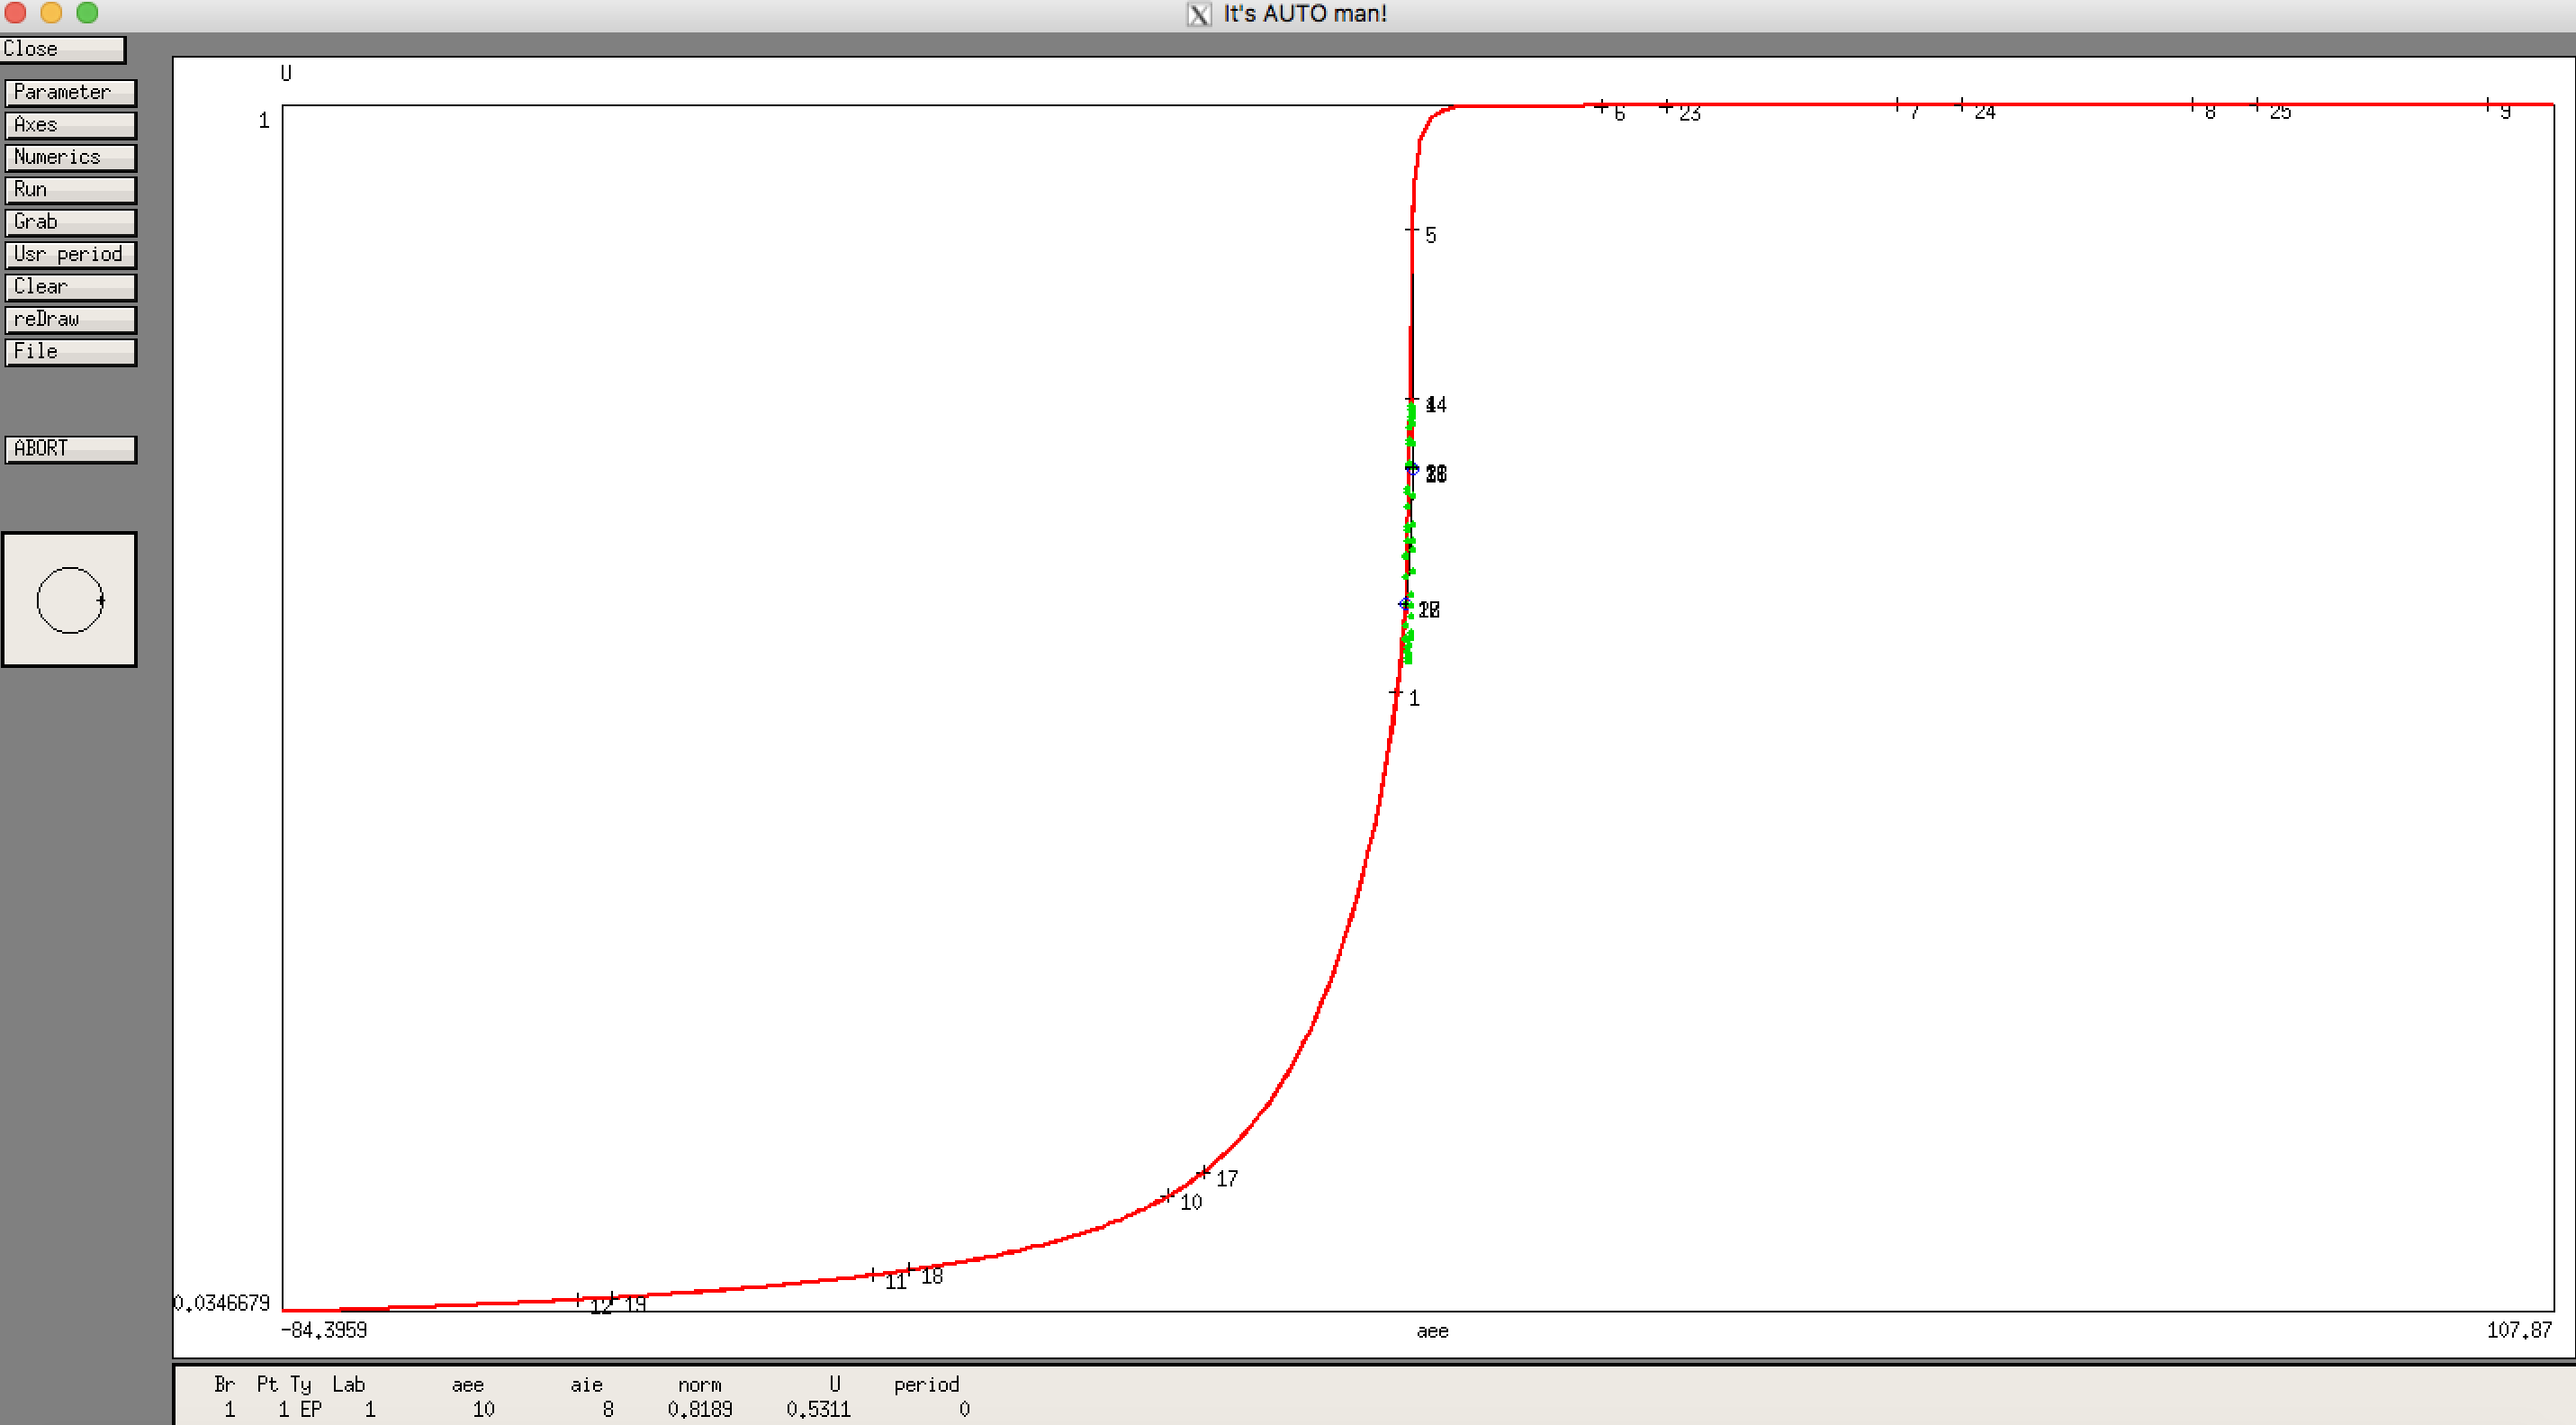 It's AUTO man!
Close
Parameter
Axes
Numerics
Run
Grab
Usr period
Clear
reDraw
File
ABORT
U
1
6 23 7 24 8 25 9
5
1
17
10
11 18
12 19
0.0346679
-84.3959 aee 107.87
Br Pt Ty Lab aee aie norm U period
1 1 EP 1 10 8 0.8189 0.5311 0